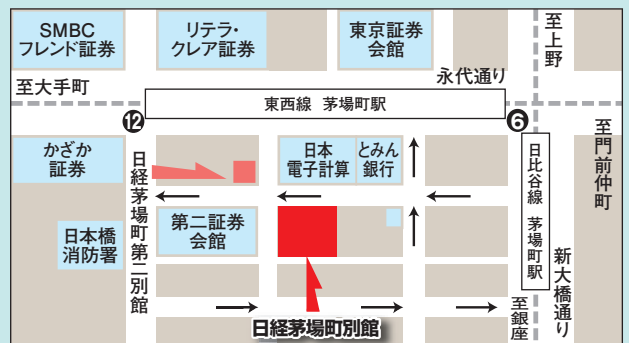 SMBC
フレンド証券
リテラ・
クレア証券
東京証券
会館
至上野
至大手町
永代通り
東西線 茅場町駅
⑫
❻
かざか
証券
日経茅場町第二別館
日本
電子計算
とみん
銀行
日比谷線 茅場町駅
至門前仲町
日本橋
消防署
第二証券
会館
新大橋通り
至銀座
日経茅場町別館